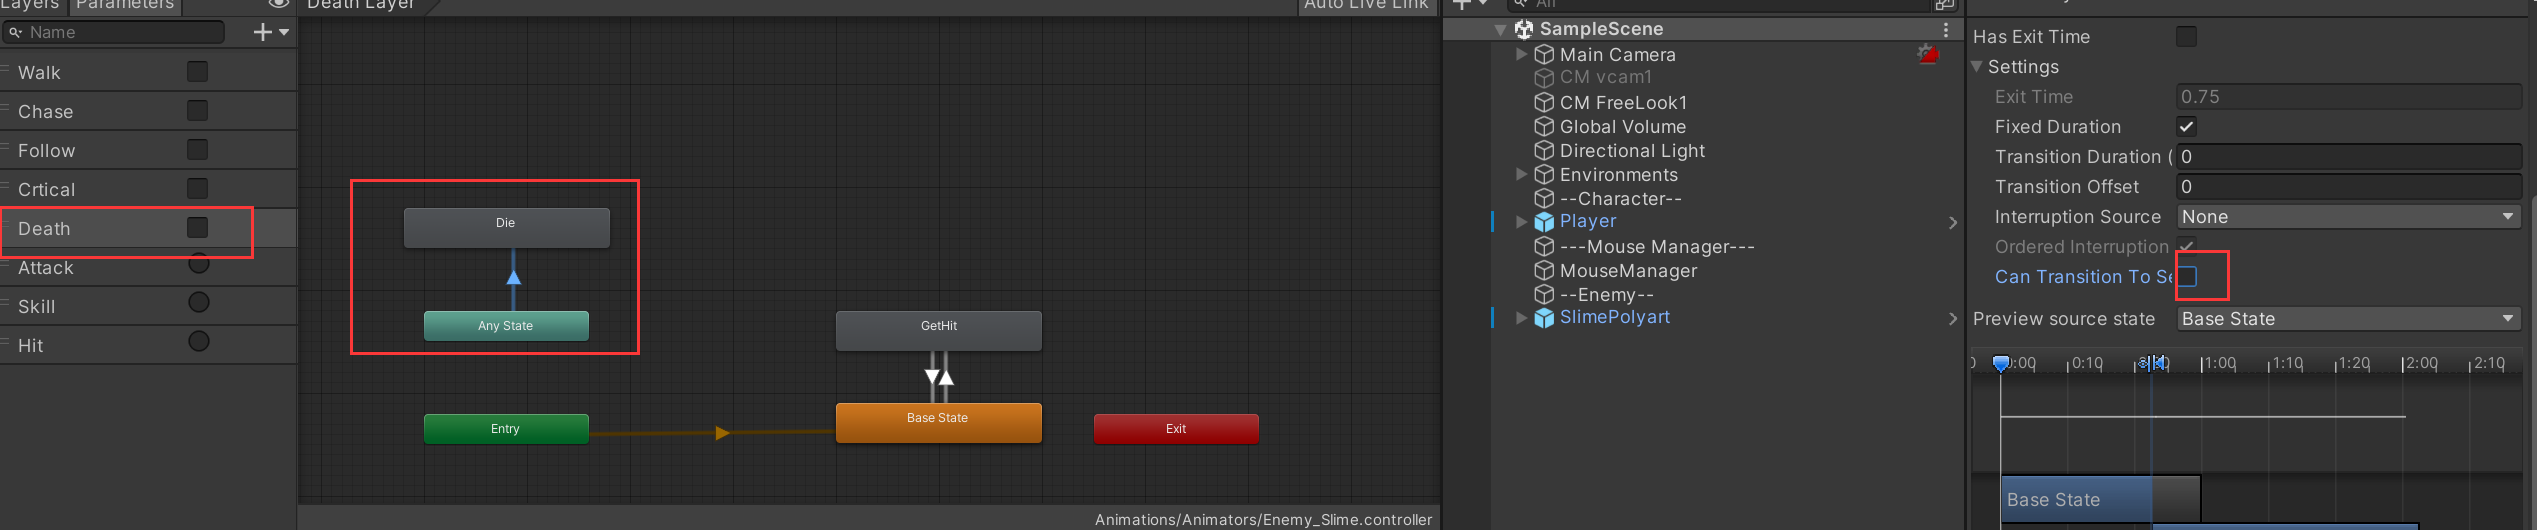 Layers Parameters
Name
Walk
Chase
Follow
Crtical
Death
Attack
Skill
Hit
Death Layer
Auto Live Link
Die
Any State
GetHit
Entry
Base State
Exit
Animations/Animators/Enemy_Slime.controller
All
SampleScene
Main Camera
CM vcam1
CM FreeLook1
Global Volume
Directional Light
Environments
--Character--
Player
---Mouse Manager---
MouseManager
--Enemy--
SlimePolyart
Has Exit Time
Settings
Exit Time 0.75
Fixed Duration
Transition Duration ( 0
Transition Offset 0
Interruption Source None
Ordered Interruption
Can Transition To Se
Preview source state Base State
0:00 0:10 1:00 1:10 1:20 2:00 2:10
Base State